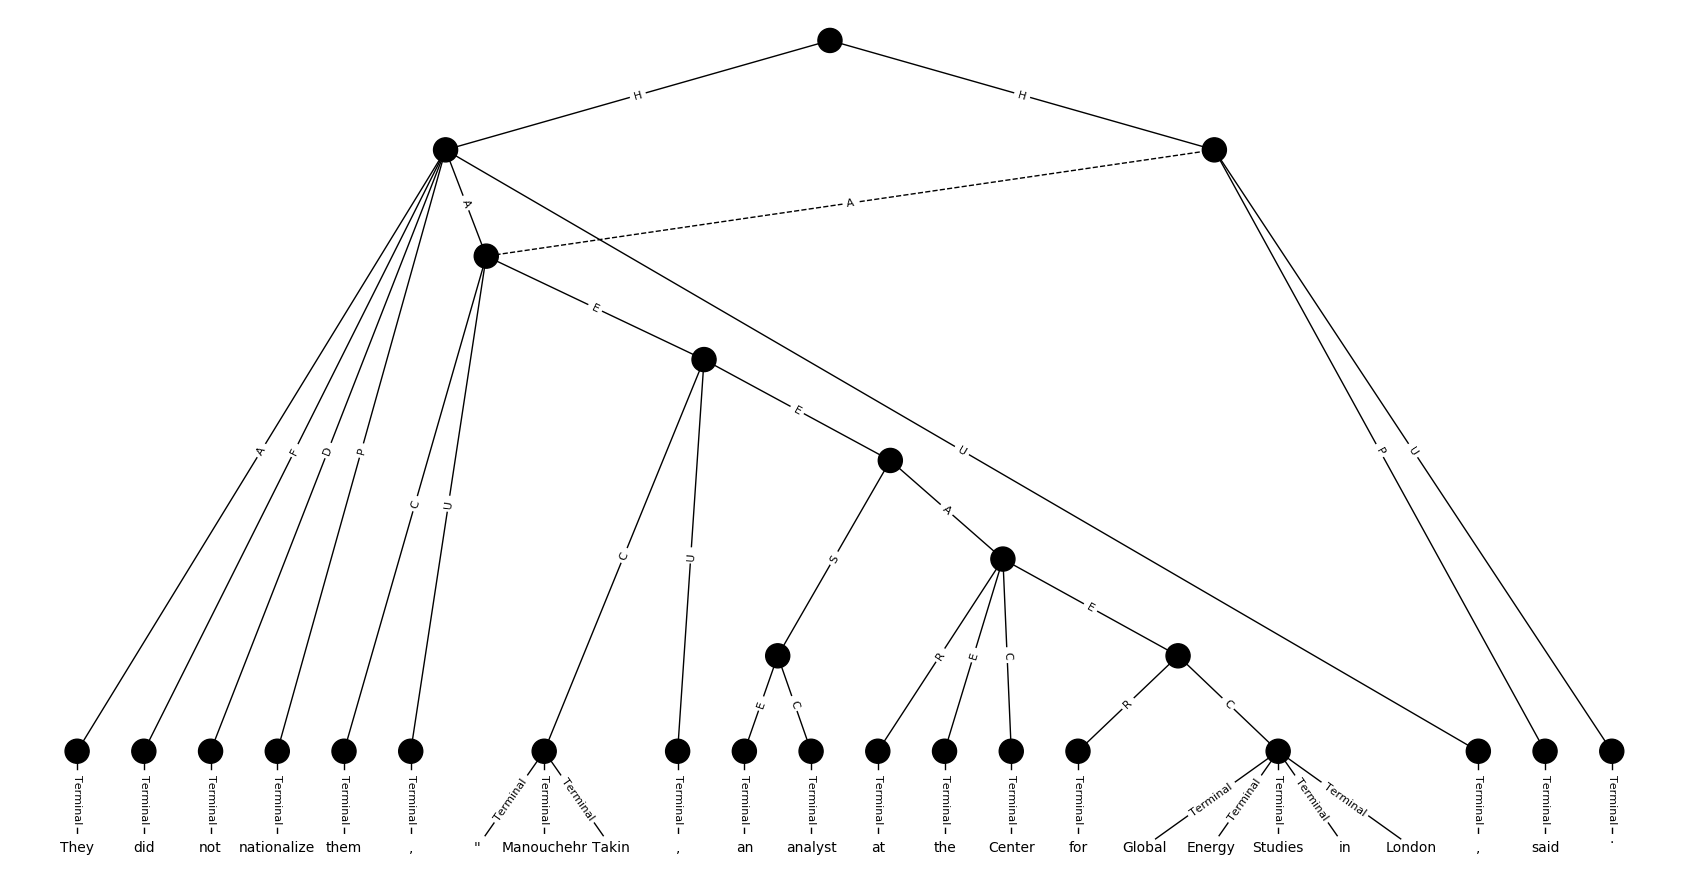 H H
A A
E
E U
A F D P A P U
C U C U S
E
R E C
E C R C
Terminal Terminal Terminal Terminal Terminal Terminal Terminal Terminal Terminal Terminal Terminal Terminal Terminal Terminal Terminal Terminal Terminal Terminal Terminal Terminal Terminal Terminal Terminal Terminal
They did not nationalize them , " Manouchehr Takin , an analyst at the Center for Global Energy Studies in London , said .